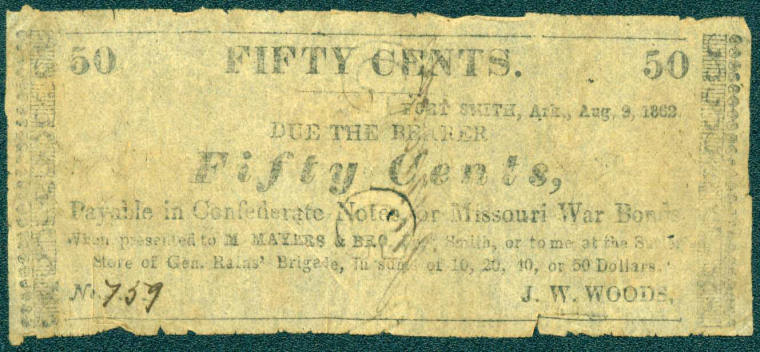 50 FIFTY CENTS. 50
FORT SMITH, Ark., Aug. 9, 1862
DUE THE BEARER
Fifty Cents,
Payable in Confederate Notes, or Missouri War Bonds
When presented to M MAYERS & BRO Smith, or to me at the
Store of Gen. Rains' Brigade, in sums of 10, 20, 40, or 50 Dollars.
No. 759 J. W. WOODS.